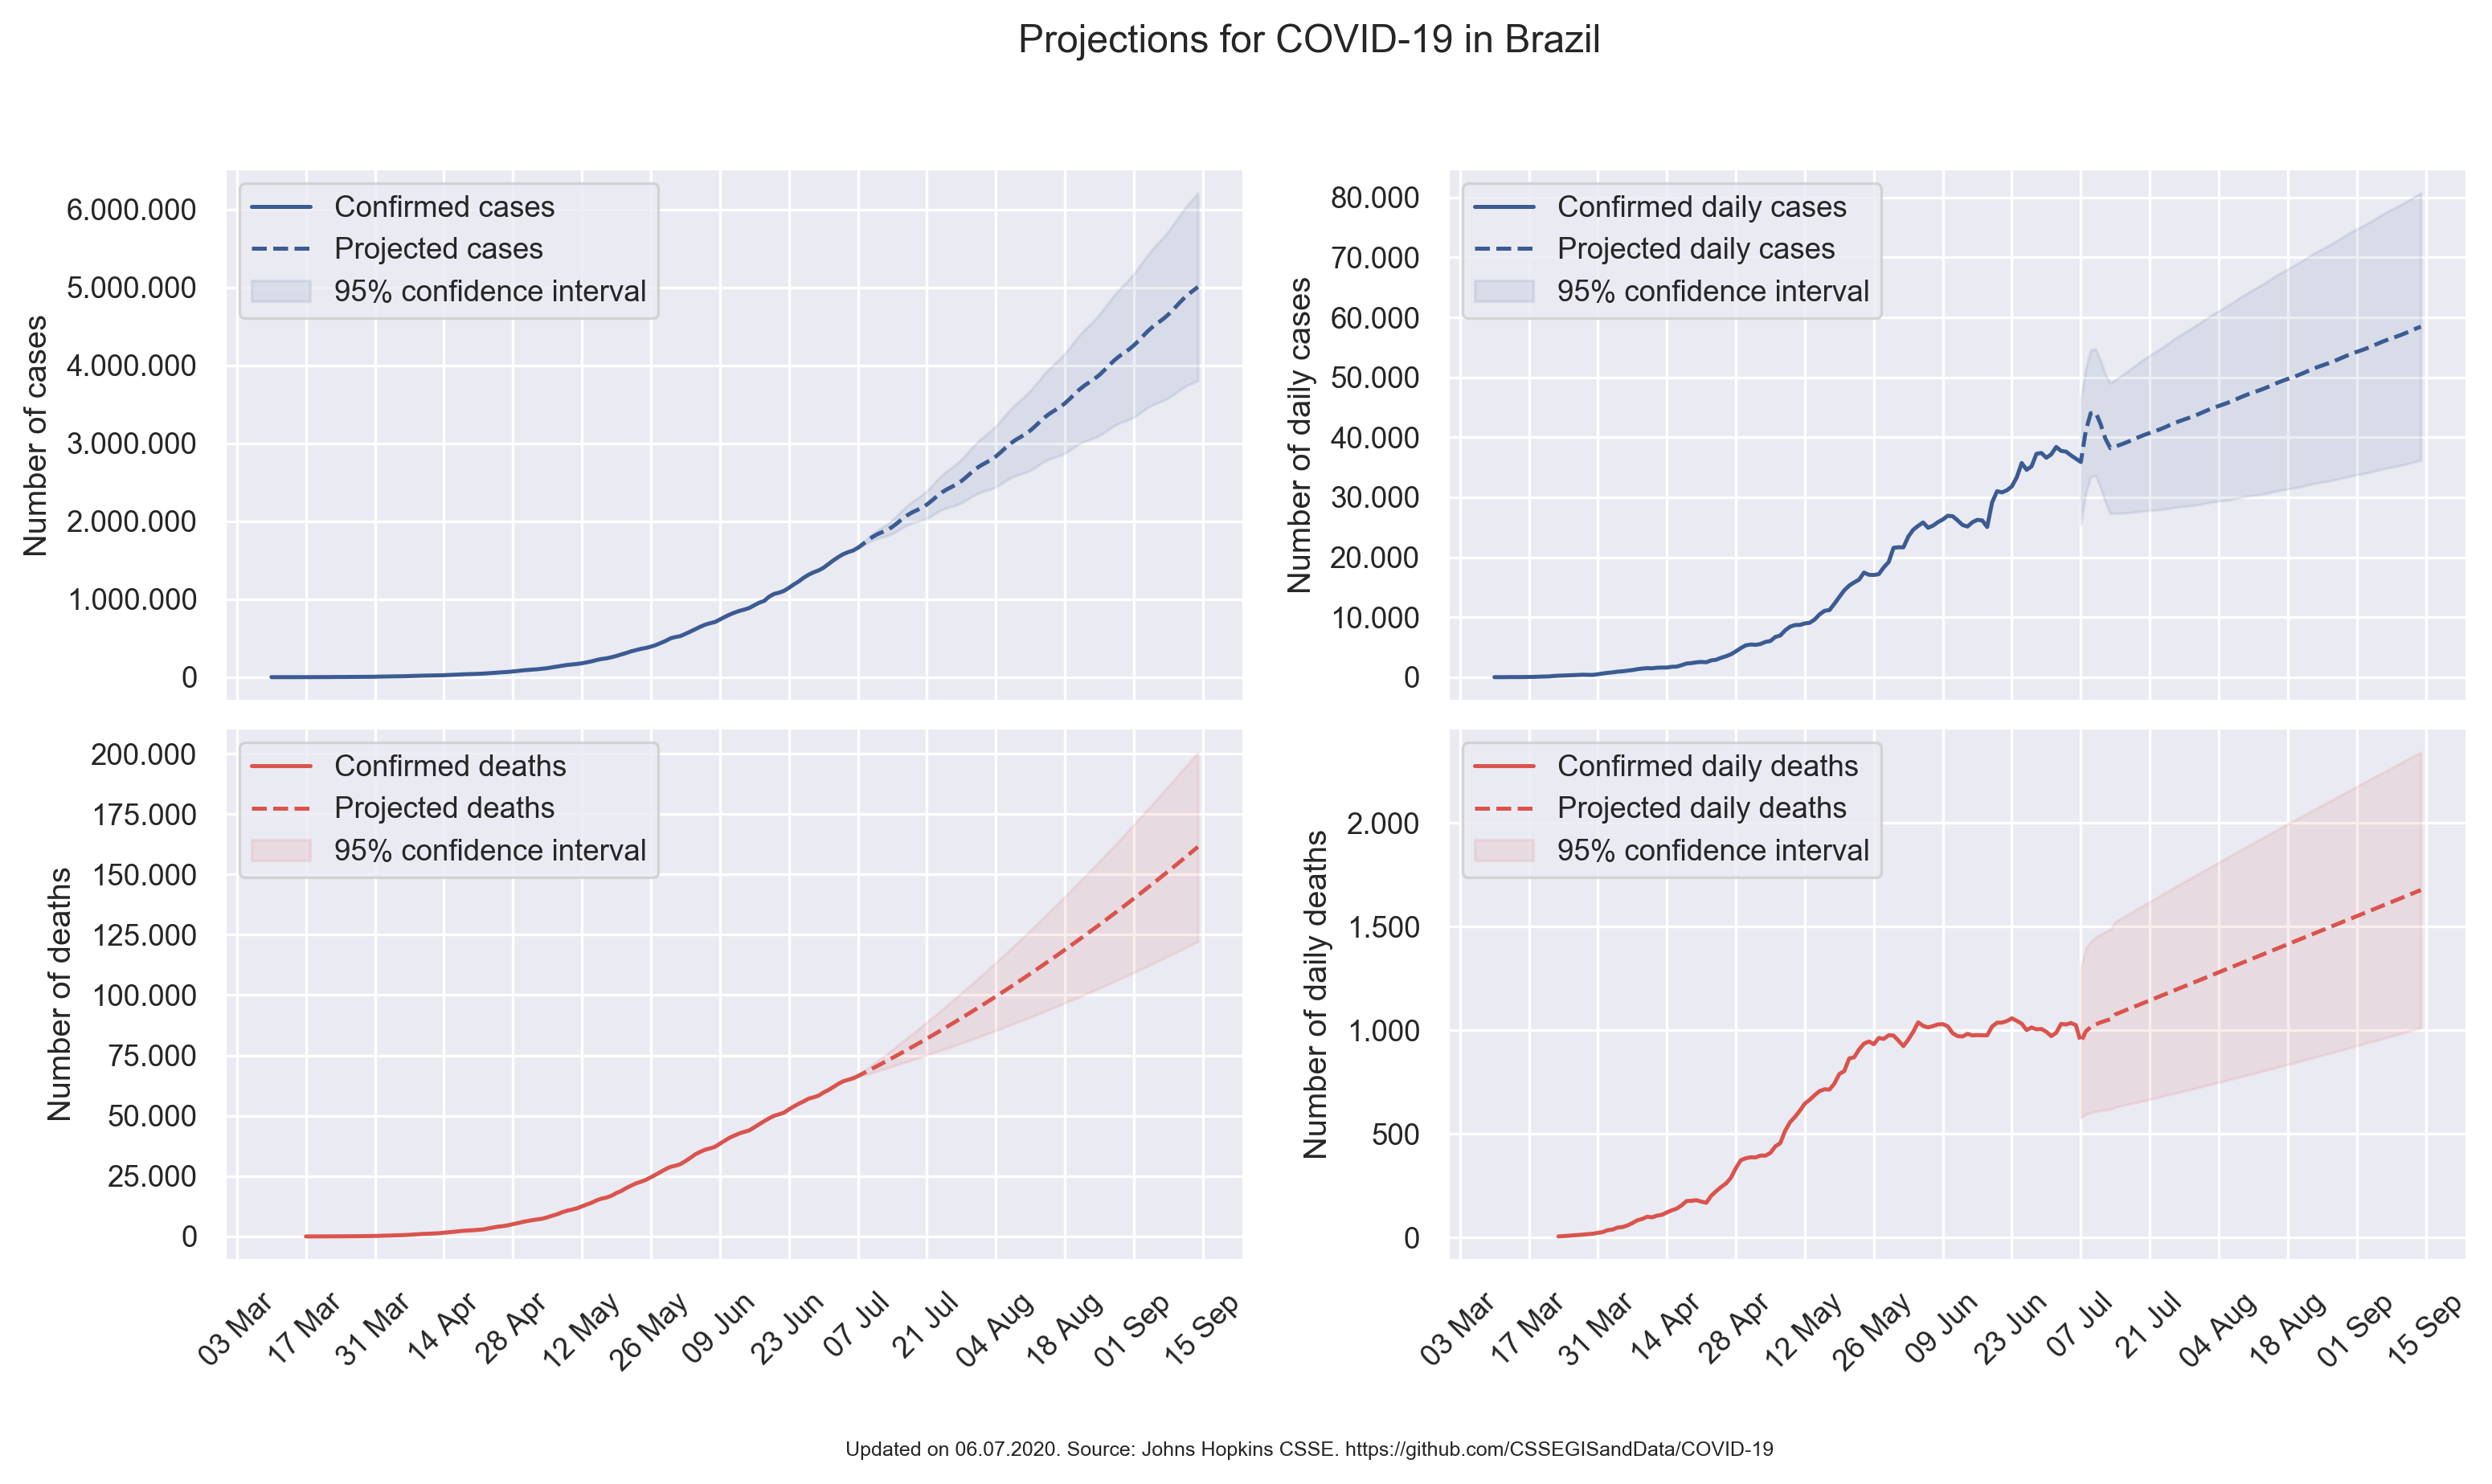 Projections for COVID-19 in Brazil
Number of cases
6.000.000
5.000.000
4.000.000
3.000.000
2.000.000
1.000.000
0
Confirmed cases
Projected cases
95% confidence interval
Number of daily cases
80.000
70.000
60.000
50.000
40.000
30.000
20.000
10.000
0
Confirmed daily cases
Projected daily cases
95% confidence interval
Number of deaths
200.000
175.000
150.000
125.000
100.000
75.000
50.000
25.000
0
Confirmed deaths
Projected deaths
95% confidence interval
03 Mar
17 Mar
31 Mar
14 Apr
28 Apr
12 May
26 May
09 Jun
23 Jun
07 Jul
21 Jul
04 Aug
18 Aug
01 Sep
15 Sep
Number of daily deaths
2.000
1.500
1.000
500
0
Confirmed daily deaths
Projected daily deaths
95% confidence interval
03 Mar
17 Mar
31 Mar
14 Apr
28 Apr
12 May
26 May
09 Jun
23 Jun
07 Jul
21 Jul
04 Aug
18 Aug
01 Sep
15 Sep
Updated on 06.07.2020. Source: Johns Hopkins CSSE. https://github.com/CSSEGISandData/COVID-19